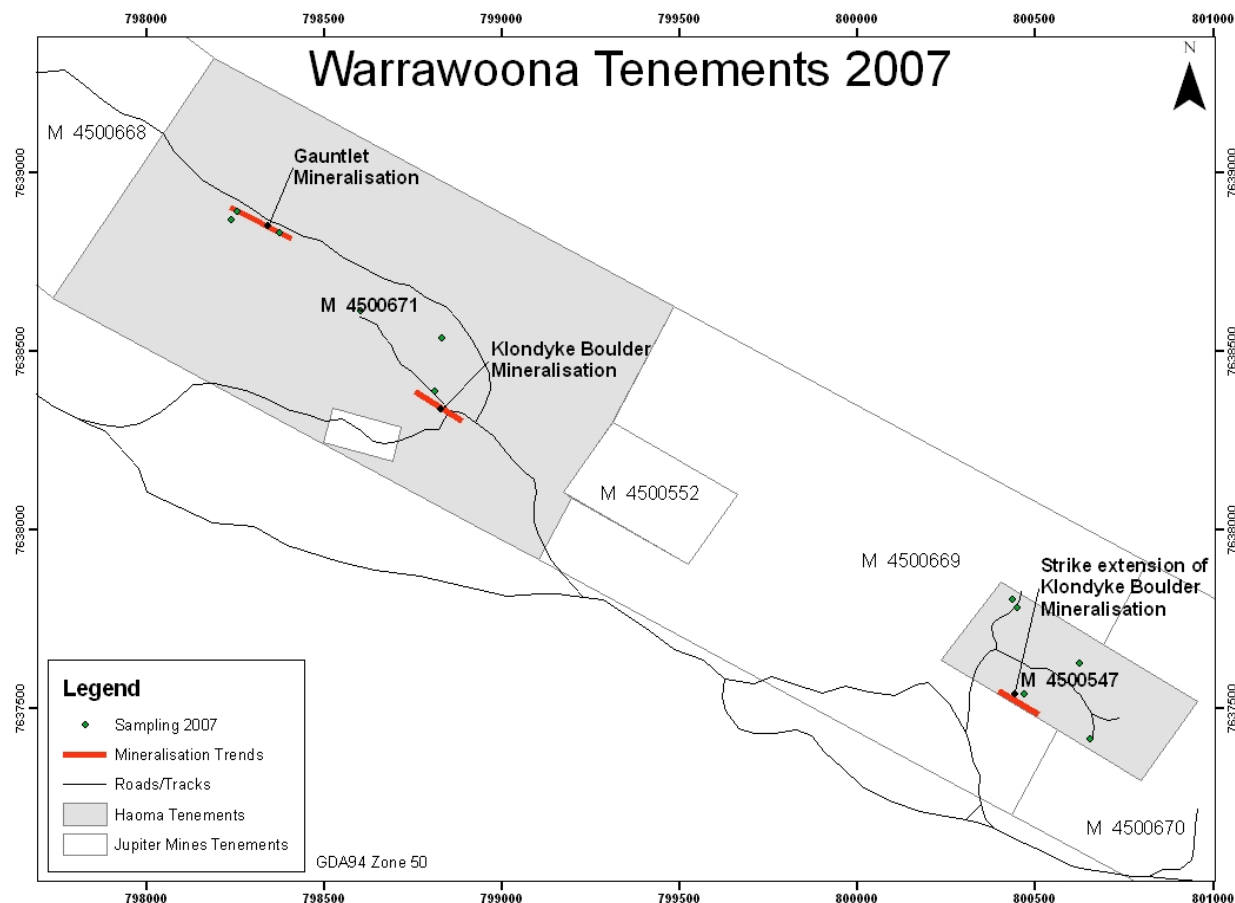 798000 798500 799000 799500 800000 800500 801000
Warrawoona Tenements 2007
N
M 4500668
Gauntlet
Mineralisation
7639000
7639000
M 4500671
Klondyke Boulder
Mineralisation
7638500
7638500
M 4500552
7638000
7638000
M 4500669
Strike extension of
Klondyke Boulder
Mineralisation
M 4500547
7637500
7637500
M 4500670
Legend
Sampling 2007
Mineralisation Trends
Roads/Tracks
Haoma Tenements
Jupiter Mines Tenements
GDA94 Zone 50
798000 798500 799000 799500 800000 800500 801000